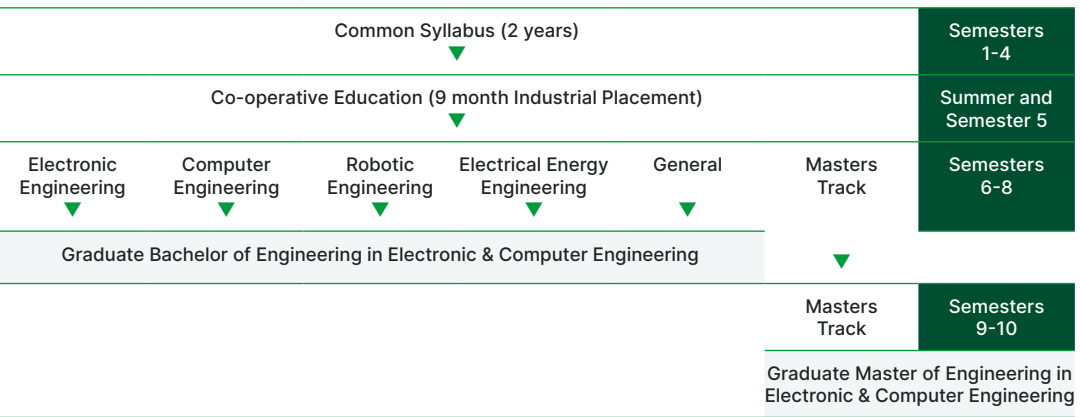 Common Syllabus (2 years)
Semesters
1-4
Co-operative Education (9 month Industrial Placement)
Summer and
Semester 5
Electronic
Engineering
Computer
Engineering
Robotic
Engineering
Electrical Energy
Engineering
General
Masters
Track
Semesters
6-8
Graduate Bachelor of Engineering in Electronic & Computer Engineering
Masters
Track
Semesters
9-10
Graduate Master of Engineering in
Electronic & Computer Engineering